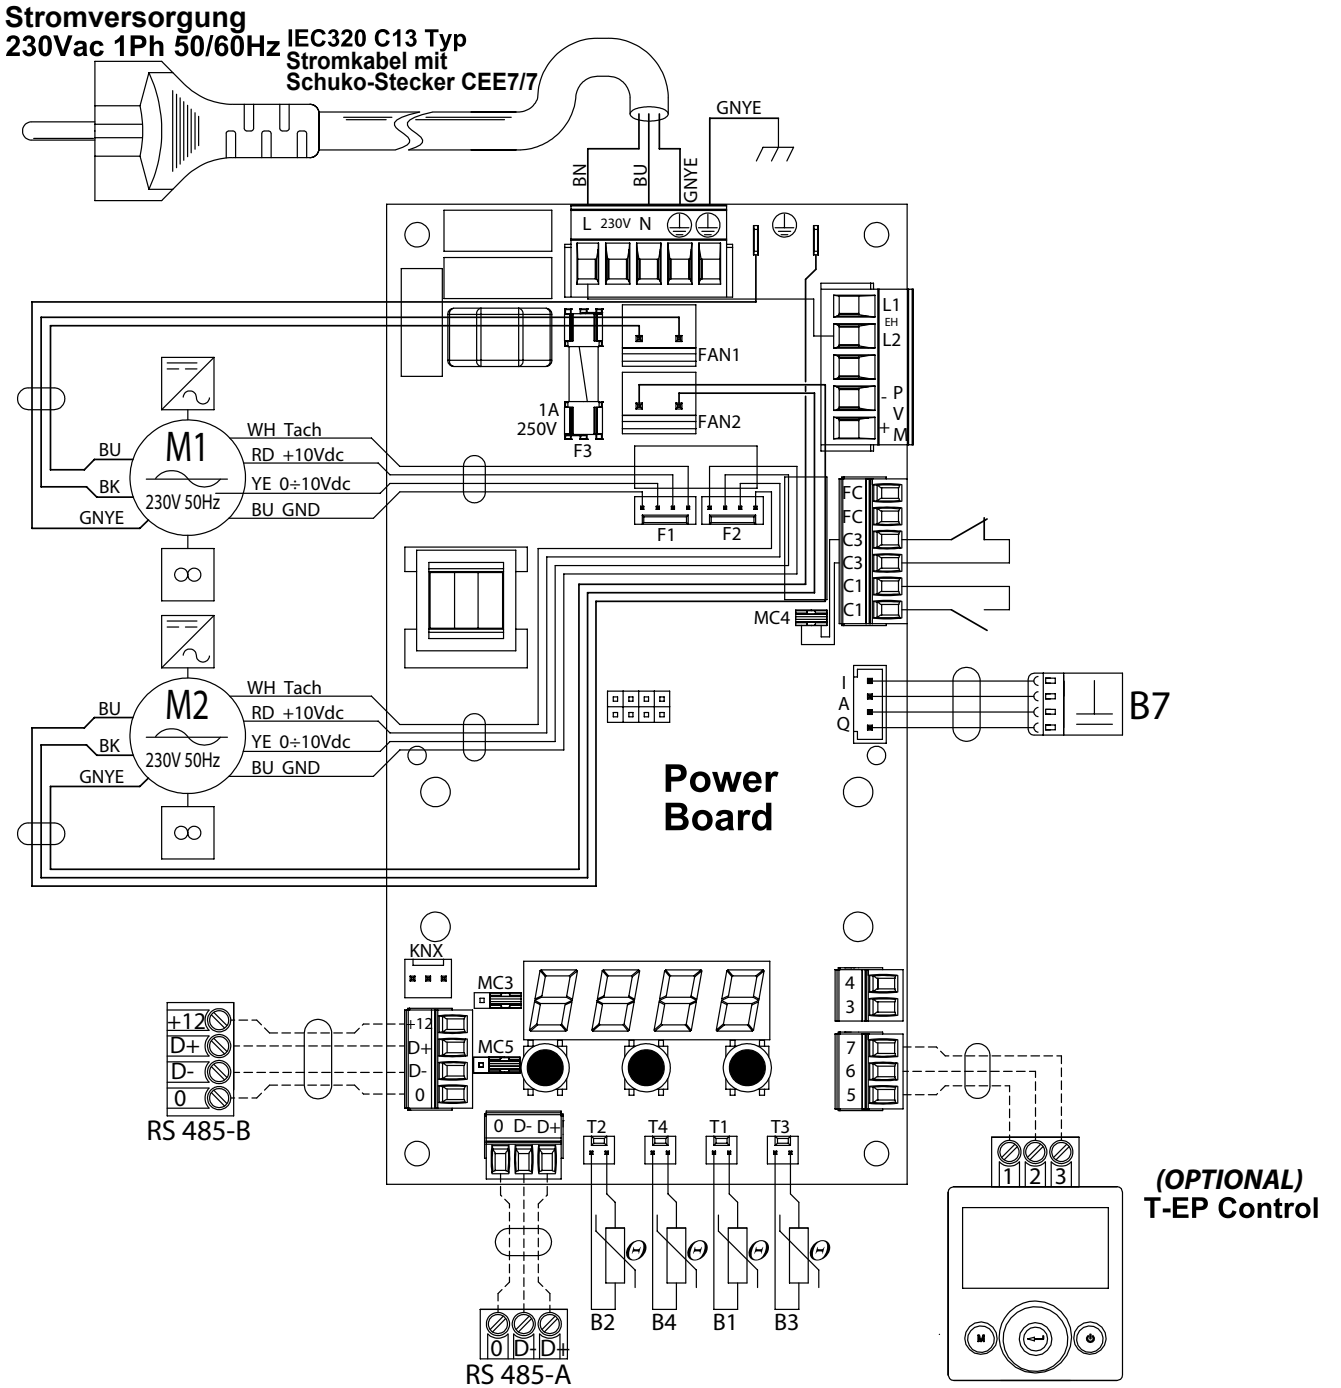 Stromversorgung
230Vac 1Ph 50/60Hz
IEC320 C13 Typ
Stromkabel mit
Schuko-Stecker CEE7/7
GNYE
BN
BU
GNYE
L 230V N
L1
EH
L2
- P
V
+ M
FAN1
FAN2
1A
250V
F3
M1
230V 50Hz
BU
BK
GNYE
WH Tach
RD +10Vdc
YE 0÷10Vdc
BU GND
F1
F2
FC
FC
C3
C3
C1
C1
MC4
M2
230V 50Hz
BU
BK
GNYE
WH Tach
RD +10Vdc
YE 0÷10Vdc
BU GND
I
A
Q
B7
Power
Board
KNX
MC3
MC5
+12
D+
D-
0
+12
D+
D-
0
RS 485-B
4
3
7
6
5
0 D- D+
T2
T4
T1
T3
Θ
Θ
Θ
Θ
B2
B4
B1
B3
0 D- D+
RS 485-A
1 2 3
M
(OPTIONAL)
T-EP Control